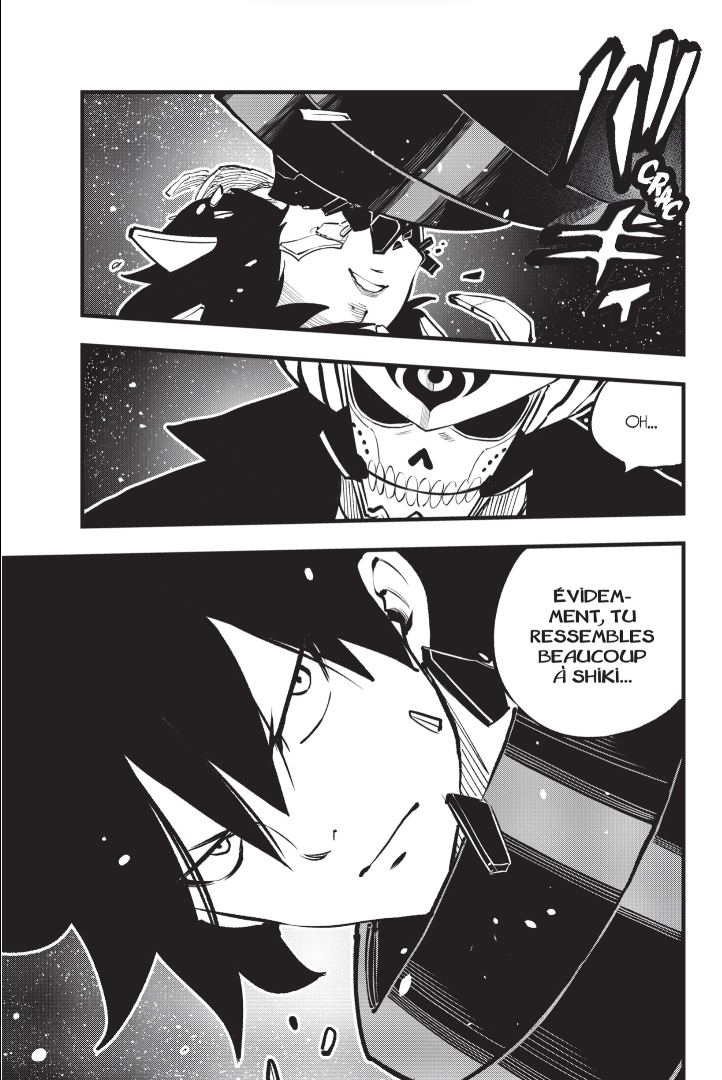 CRAC
OH...
ÉVIDEM-
MENT, TU
RESSEMBLES
BEAUCOUP
À SHIKI...